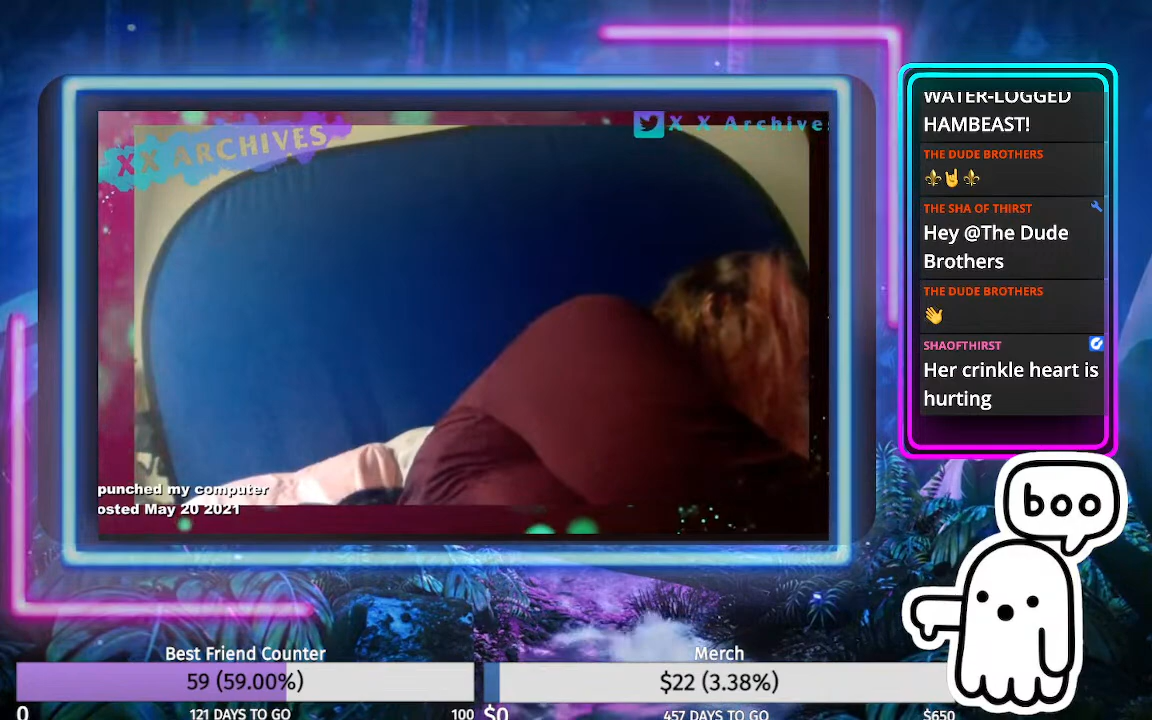 XX ARCHIVES
X X Archive
punched my computer
osted May 20 2021
WATER-LOGGED
HAMBEAST!
THE DUDE BROTHERS
⚜️🤘⚜️
THE SHA OF THIRST
Hey @The Dude
Brothers
THE DUDE BROTHERS
👋
SHAOFTHIRST
Her crinkle heart is
hurting
boo
Best Friend Counter
59 (59.00%)
0 121 DAYS TO GO 100
Merch
$22 (3.38%)
$0 457 DAYS TO GO $650